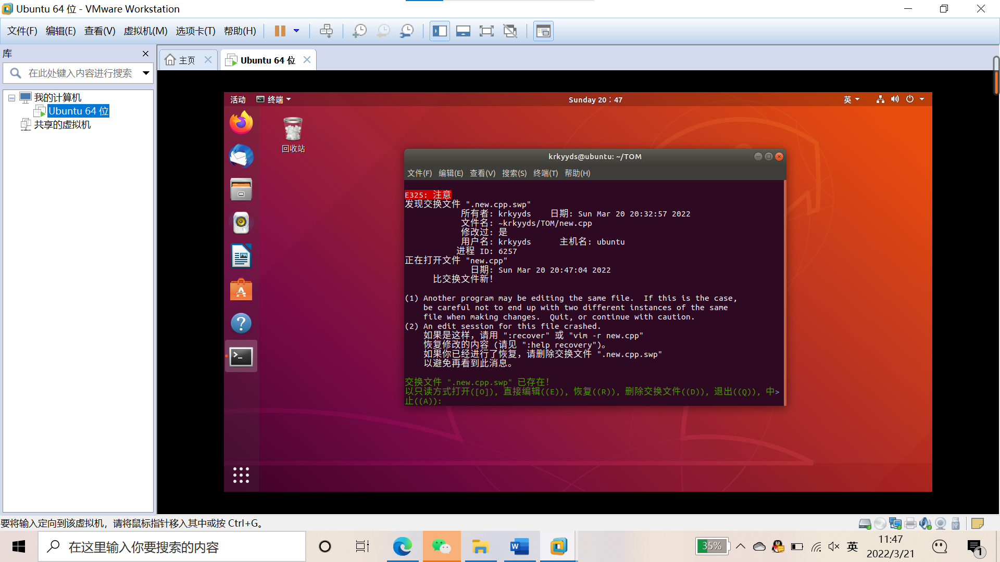 Ubuntu 64 位 - VMware Workstation
文件(F) 编辑(E) 查看(V) 虚拟机(M) 选项卡(T) 帮助(H)
库
主页
Ubuntu 64 位
在此处键入内容进行搜索
我的计算机
Ubuntu 64 位
共享的虚拟机
活动
终端
Sunday 20：47
英
回收站
krkyyds@ubuntu: ~/TOM
文件(F) 编辑(E) 查看(V) 搜索(S) 终端(T) 帮助(H)
E325: 注意
发现交换文件 ".new.cpp.swp"
所有者: krkyyds 日期: Sun Mar 20 20:32:57 2022
文件名: ~krkyyds/TOM/new.cpp
修改过: 是
用户名: krkyyds 主机名: ubuntu
进程 ID: 6257
正在打开文件 "new.cpp"
日期: Sun Mar 20 20:47:04 2022
比交换文件新!
(1) Another program may be editing the same file.  If this is the case,
be careful not to end up with two different instances of the same
file when making changes.  Quit, or continue with caution.
(2) An edit session for this file crashed.
如果是这样，请用 ":recover" 或 "vim -r new.cpp"
恢复修改的内容 (请见 ":help recovery")。
如果你已经进行了恢复，请删除交换文件 ".new.cpp.swp"
以避免再看到此消息。
交换文件 ".new.cpp.swp" 已存在!
以只读方式打开([O]), 直接编辑((E)), 恢复((R)), 删除交换文件((D)), 退出((Q)), 中>
止((A)):
要将输入定向到该虚拟机，请将鼠标指针移入其中或按 Ctrl+G。
在这里输入你要搜索的内容
35%
英
11:47
2022/3/21
1